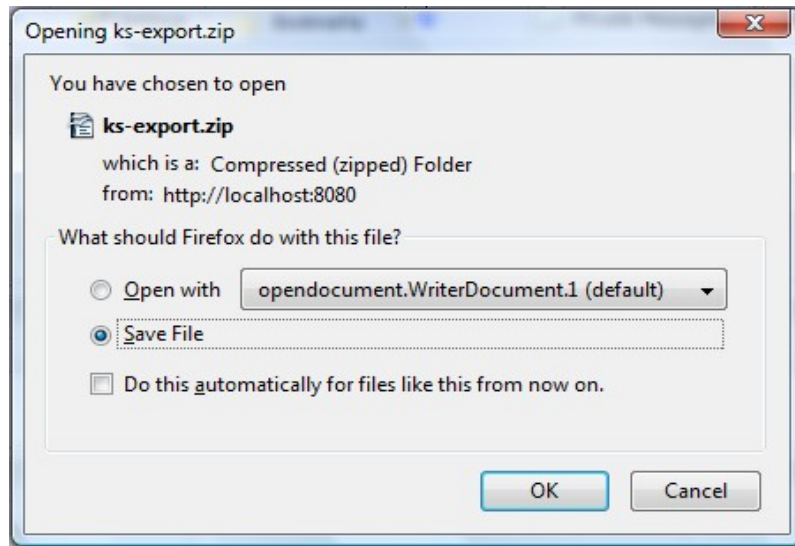 Opening ks-export.zip
You have chosen to open
ks-export.zip
which is a: Compressed (zipped) Folder
from: http://localhost:8080
What should Firefox do with this file?
Open with opendocument.WriterDocument.1 (default)
Save File
Do this automatically for files like this from now on.
OK Cancel